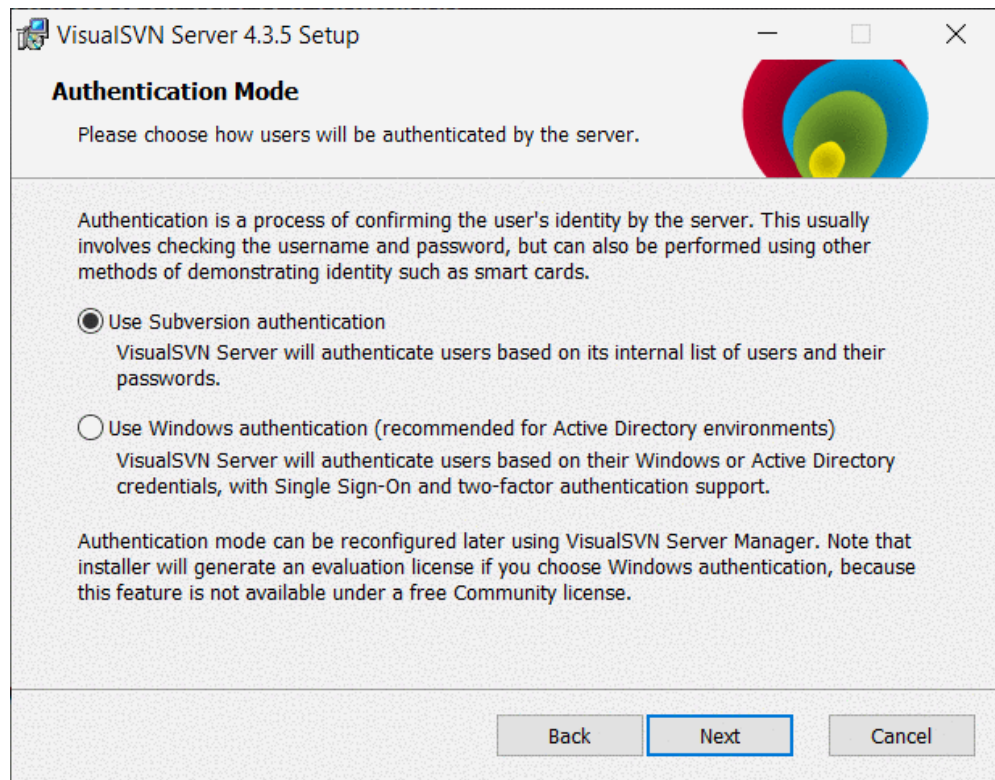 VisualSVN Server 4.3.5 Setup
Authentication Mode
Please choose how users will be authenticated by the server.
Authentication is a process of confirming the user's identity by the server. This usually
involves checking the username and password, but can also be performed using other
methods of demonstrating identity such as smart cards.
Use Subversion authentication
VisualSVN Server will authenticate users based on its internal list of users and their
passwords.
Use Windows authentication (recommended for Active Directory environments)
VisualSVN Server will authenticate users based on their Windows or Active Directory
credentials, with Single Sign-On and two-factor authentication support.
Authentication mode can be reconfigured later using VisualSVN Server Manager. Note that
installer will generate an evaluation license if you choose Windows authentication, because
this feature is not available under a free Community license.
Back Next Cancel